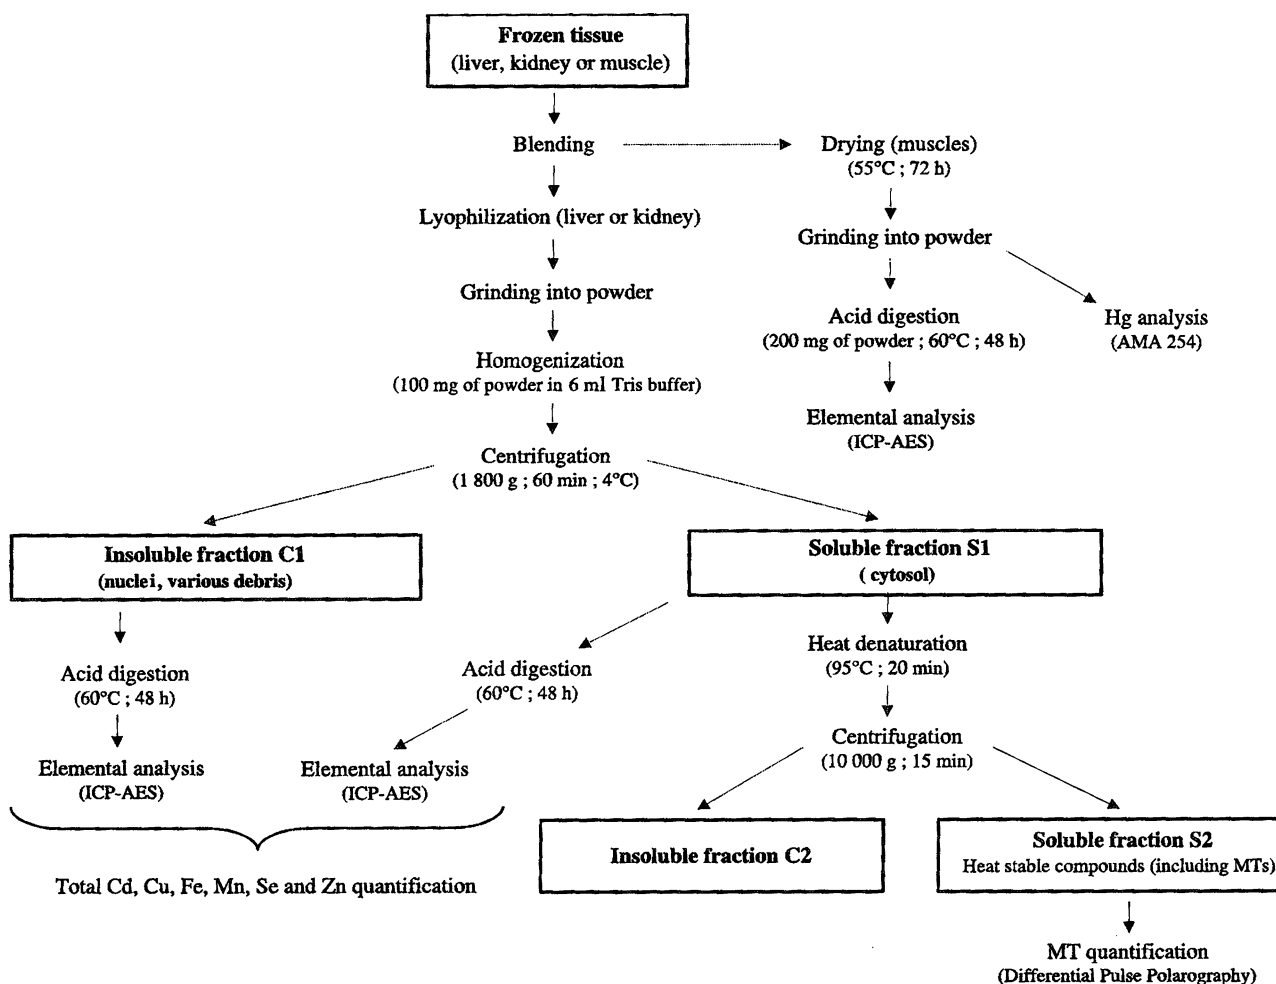 Frozen tissue
(liver, kidney or muscle)
Blending
Drying (muscles)
(55°C ; 72 h)
Lyophilization (liver or kidney)
Grinding into powder
Grinding into powder
Acid digestion
(200 mg of powder ; 60°C ; 48 h)
Hg analysis
(AMA 254)
Homogenization
(100 mg of powder in 6 ml Tris buffer)
Elemental analysis
(ICP-AES)
Centrifugation
(1 800 g ; 60 min ; 4°C)
Insoluble fraction C1
(nuclei, various debris)
Soluble fraction S1
( cytosol)
Acid digestion
(60°C ; 48 h)
Acid digestion
(60°C ; 48 h)
Heat denaturation
(95°C ; 20 min)
Elemental analysis
(ICP-AES)
Elemental analysis
(ICP-AES)
Centrifugation
(10 000 g ; 15 min)
Total Cd, Cu, Fe, Mn, Se and Zn quantification
Insoluble fraction C2
Soluble fraction S2
Heat stable compounds (including MTs)
MT quantification
(Differential Pulse Polarography)